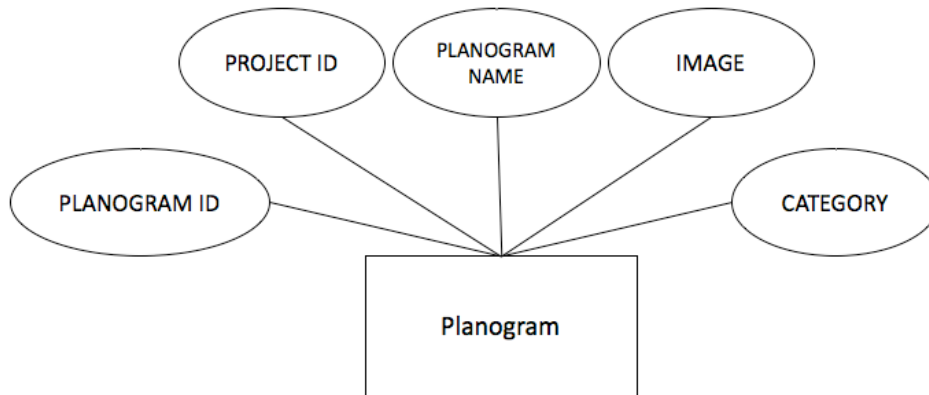 PROJECT ID
PLANOGRAM
NAME
IMAGE
PLANOGRAM ID
CATEGORY
Planogram